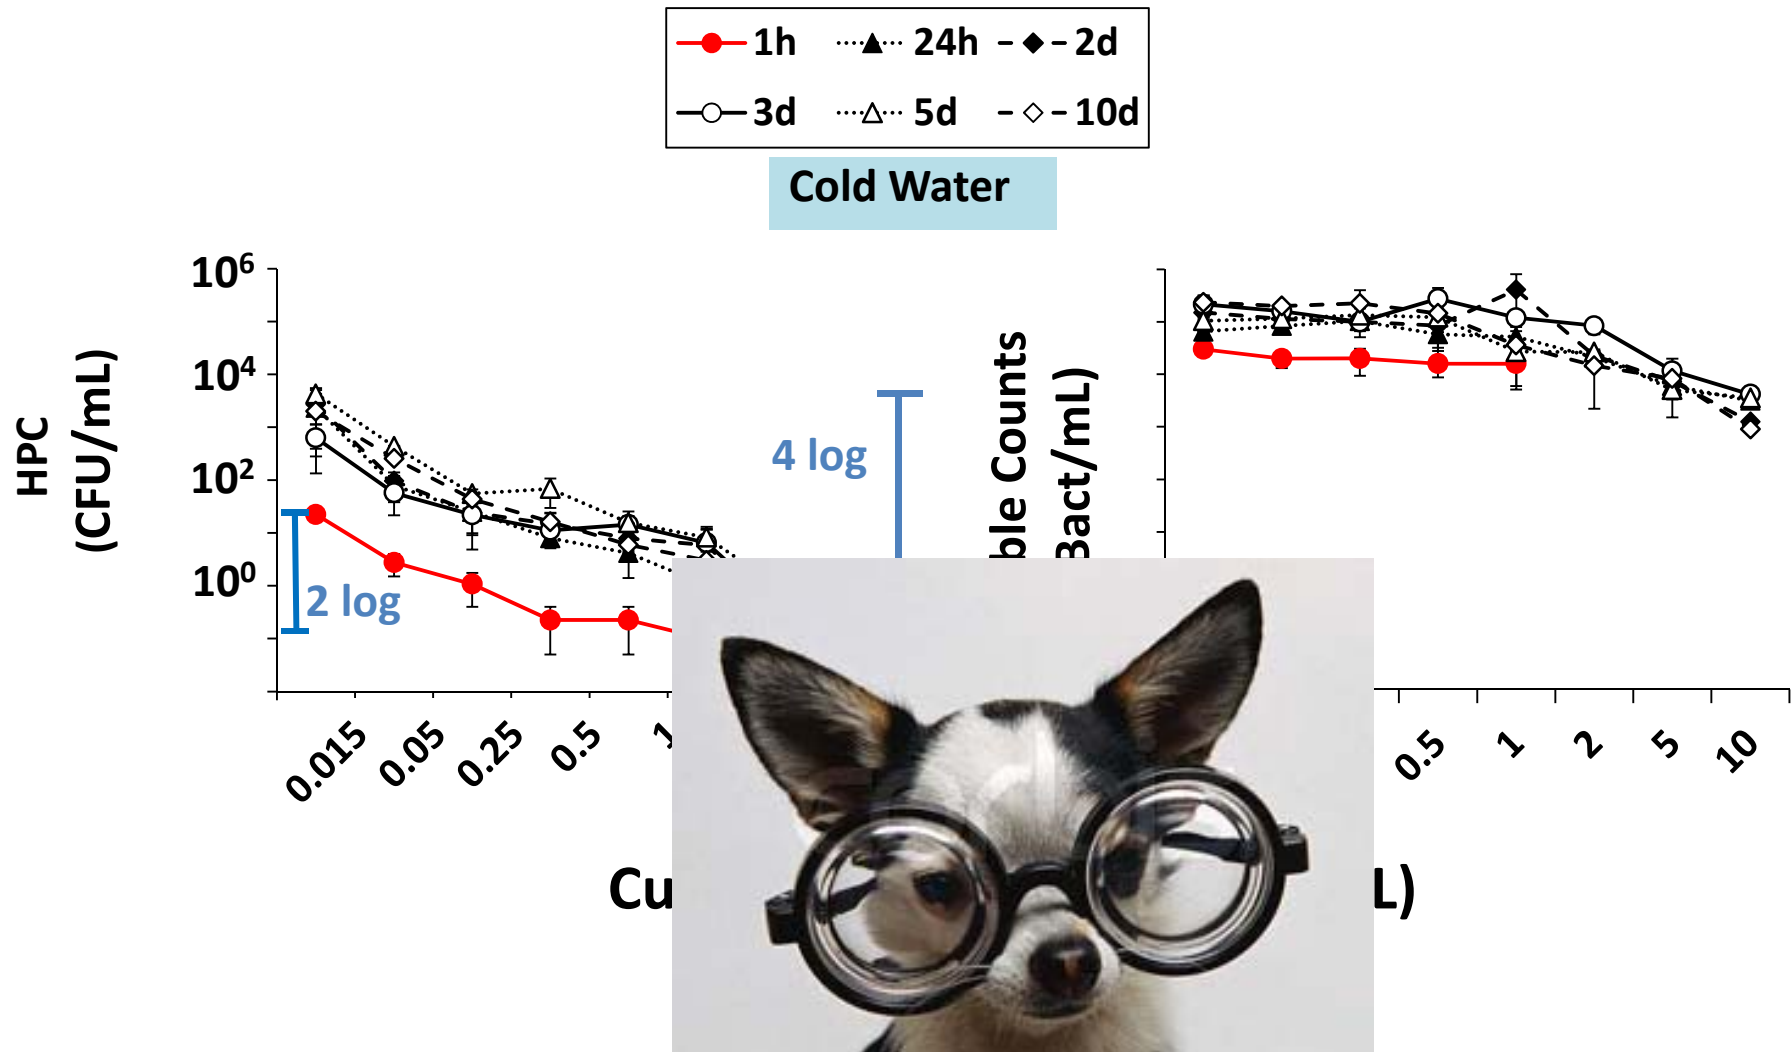 1h 24h 2d
3d 5d 10d
Cold Water
HPC
(CFU/mL)
10⁶
10⁴
10²
10⁰
2 log
4 log
ble Counts
Bact/mL)
0.015 0.05 0.25 0.5 1
0.5 1 2 5 10
Cu
L)